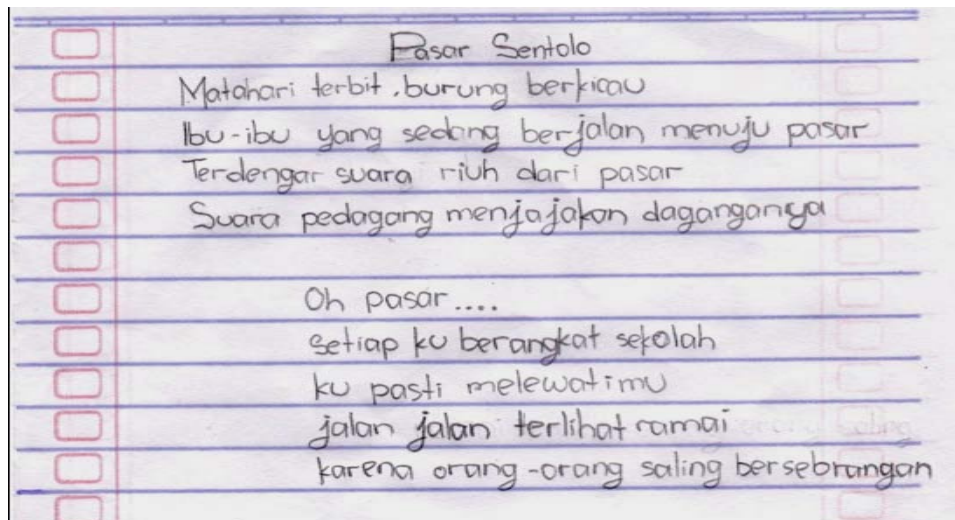 Pasar Sentolo
Matahari terbit, burung berkicau
Ibu-ibu yang sedang berjalan menuju pasar
Terdengar suara riuh dari pasar
Suara pedagang menjajakan daganganya
Oh pasar....
setiap ku berangkat sekolah
ku pasti melewatimu
jalan jalan terlihat ramai
karena orang-orang saling bersebrangan